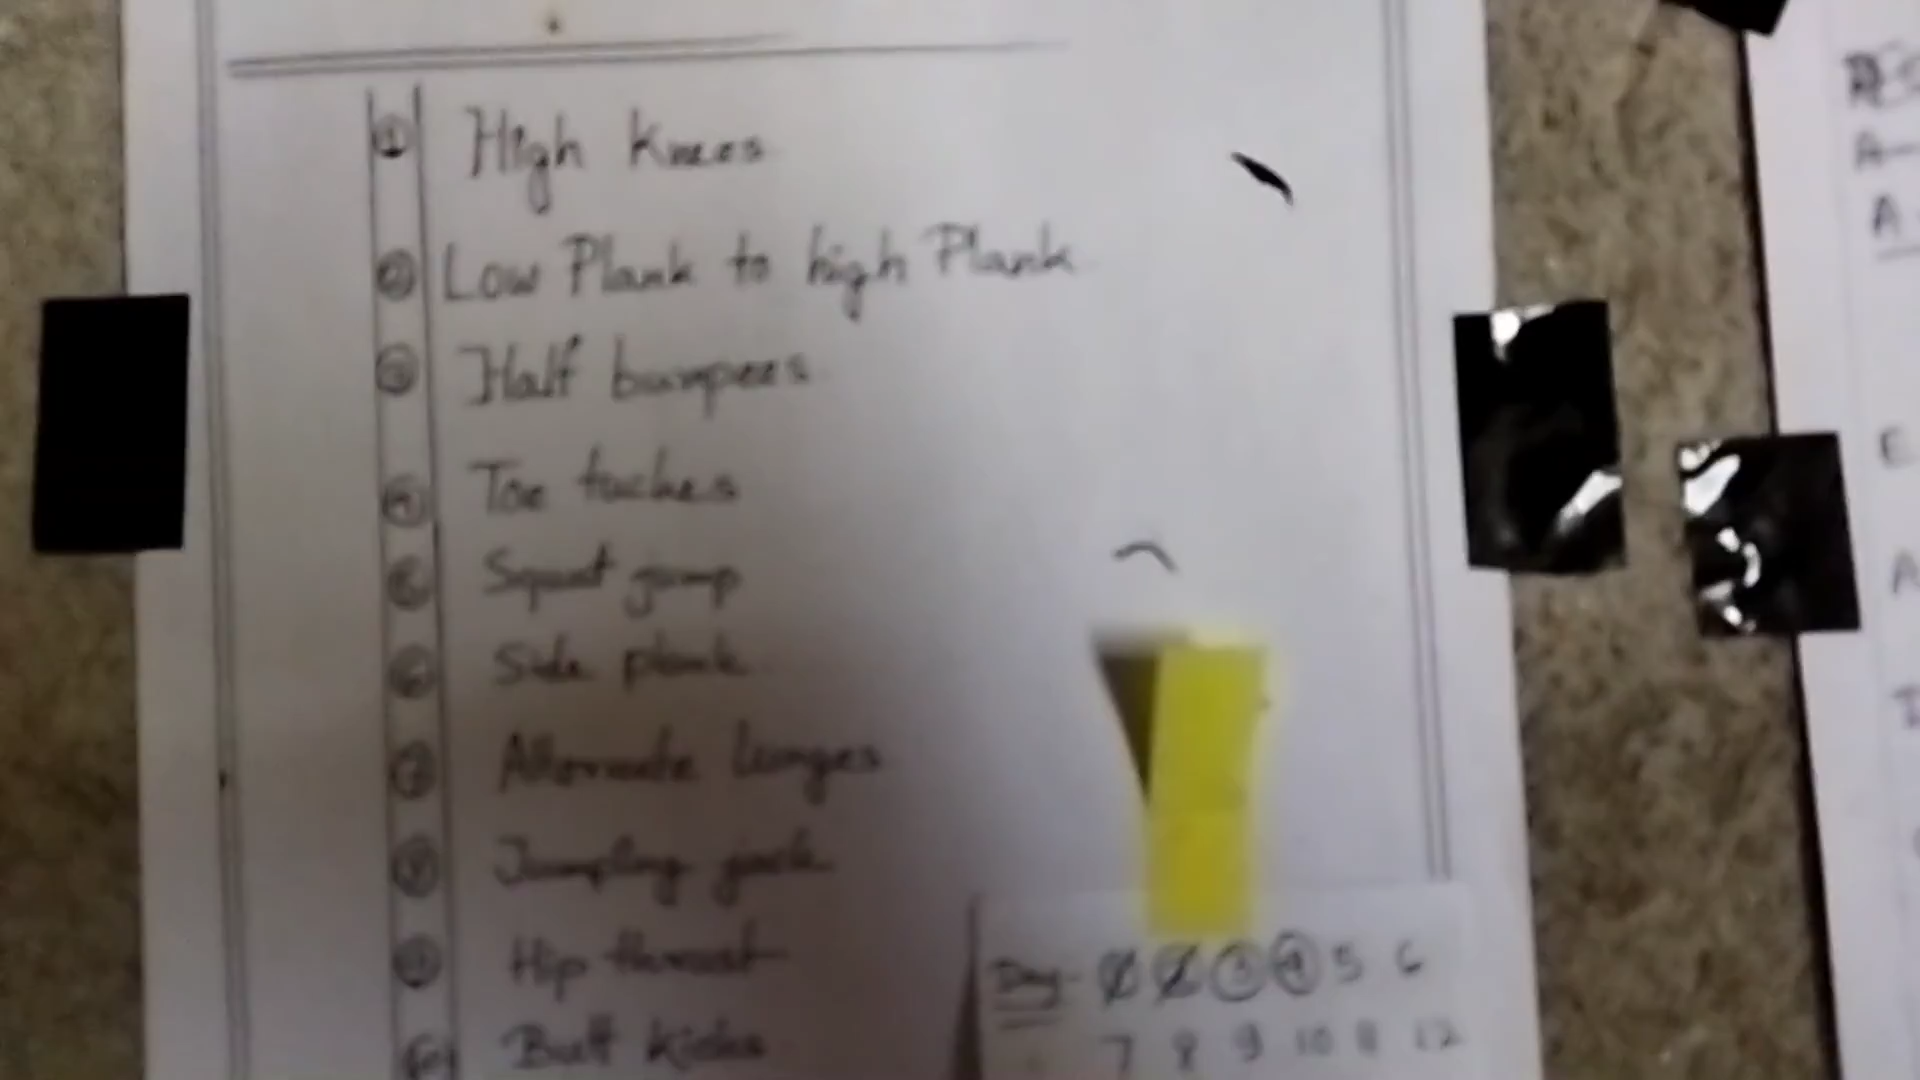 ① High Knees
② Low Plank to high Plank
③ Half burpees
④ Toe tuches
⑤ Squat jump
⑥ Side plank
⑦ Alternate lunges
⑧ Jumping jack
⑨ Hip thrust
⑩ Butt kicks
Day- 1 2 3 4 5 6
7 8 9 10 11 12
A-
A
E
A